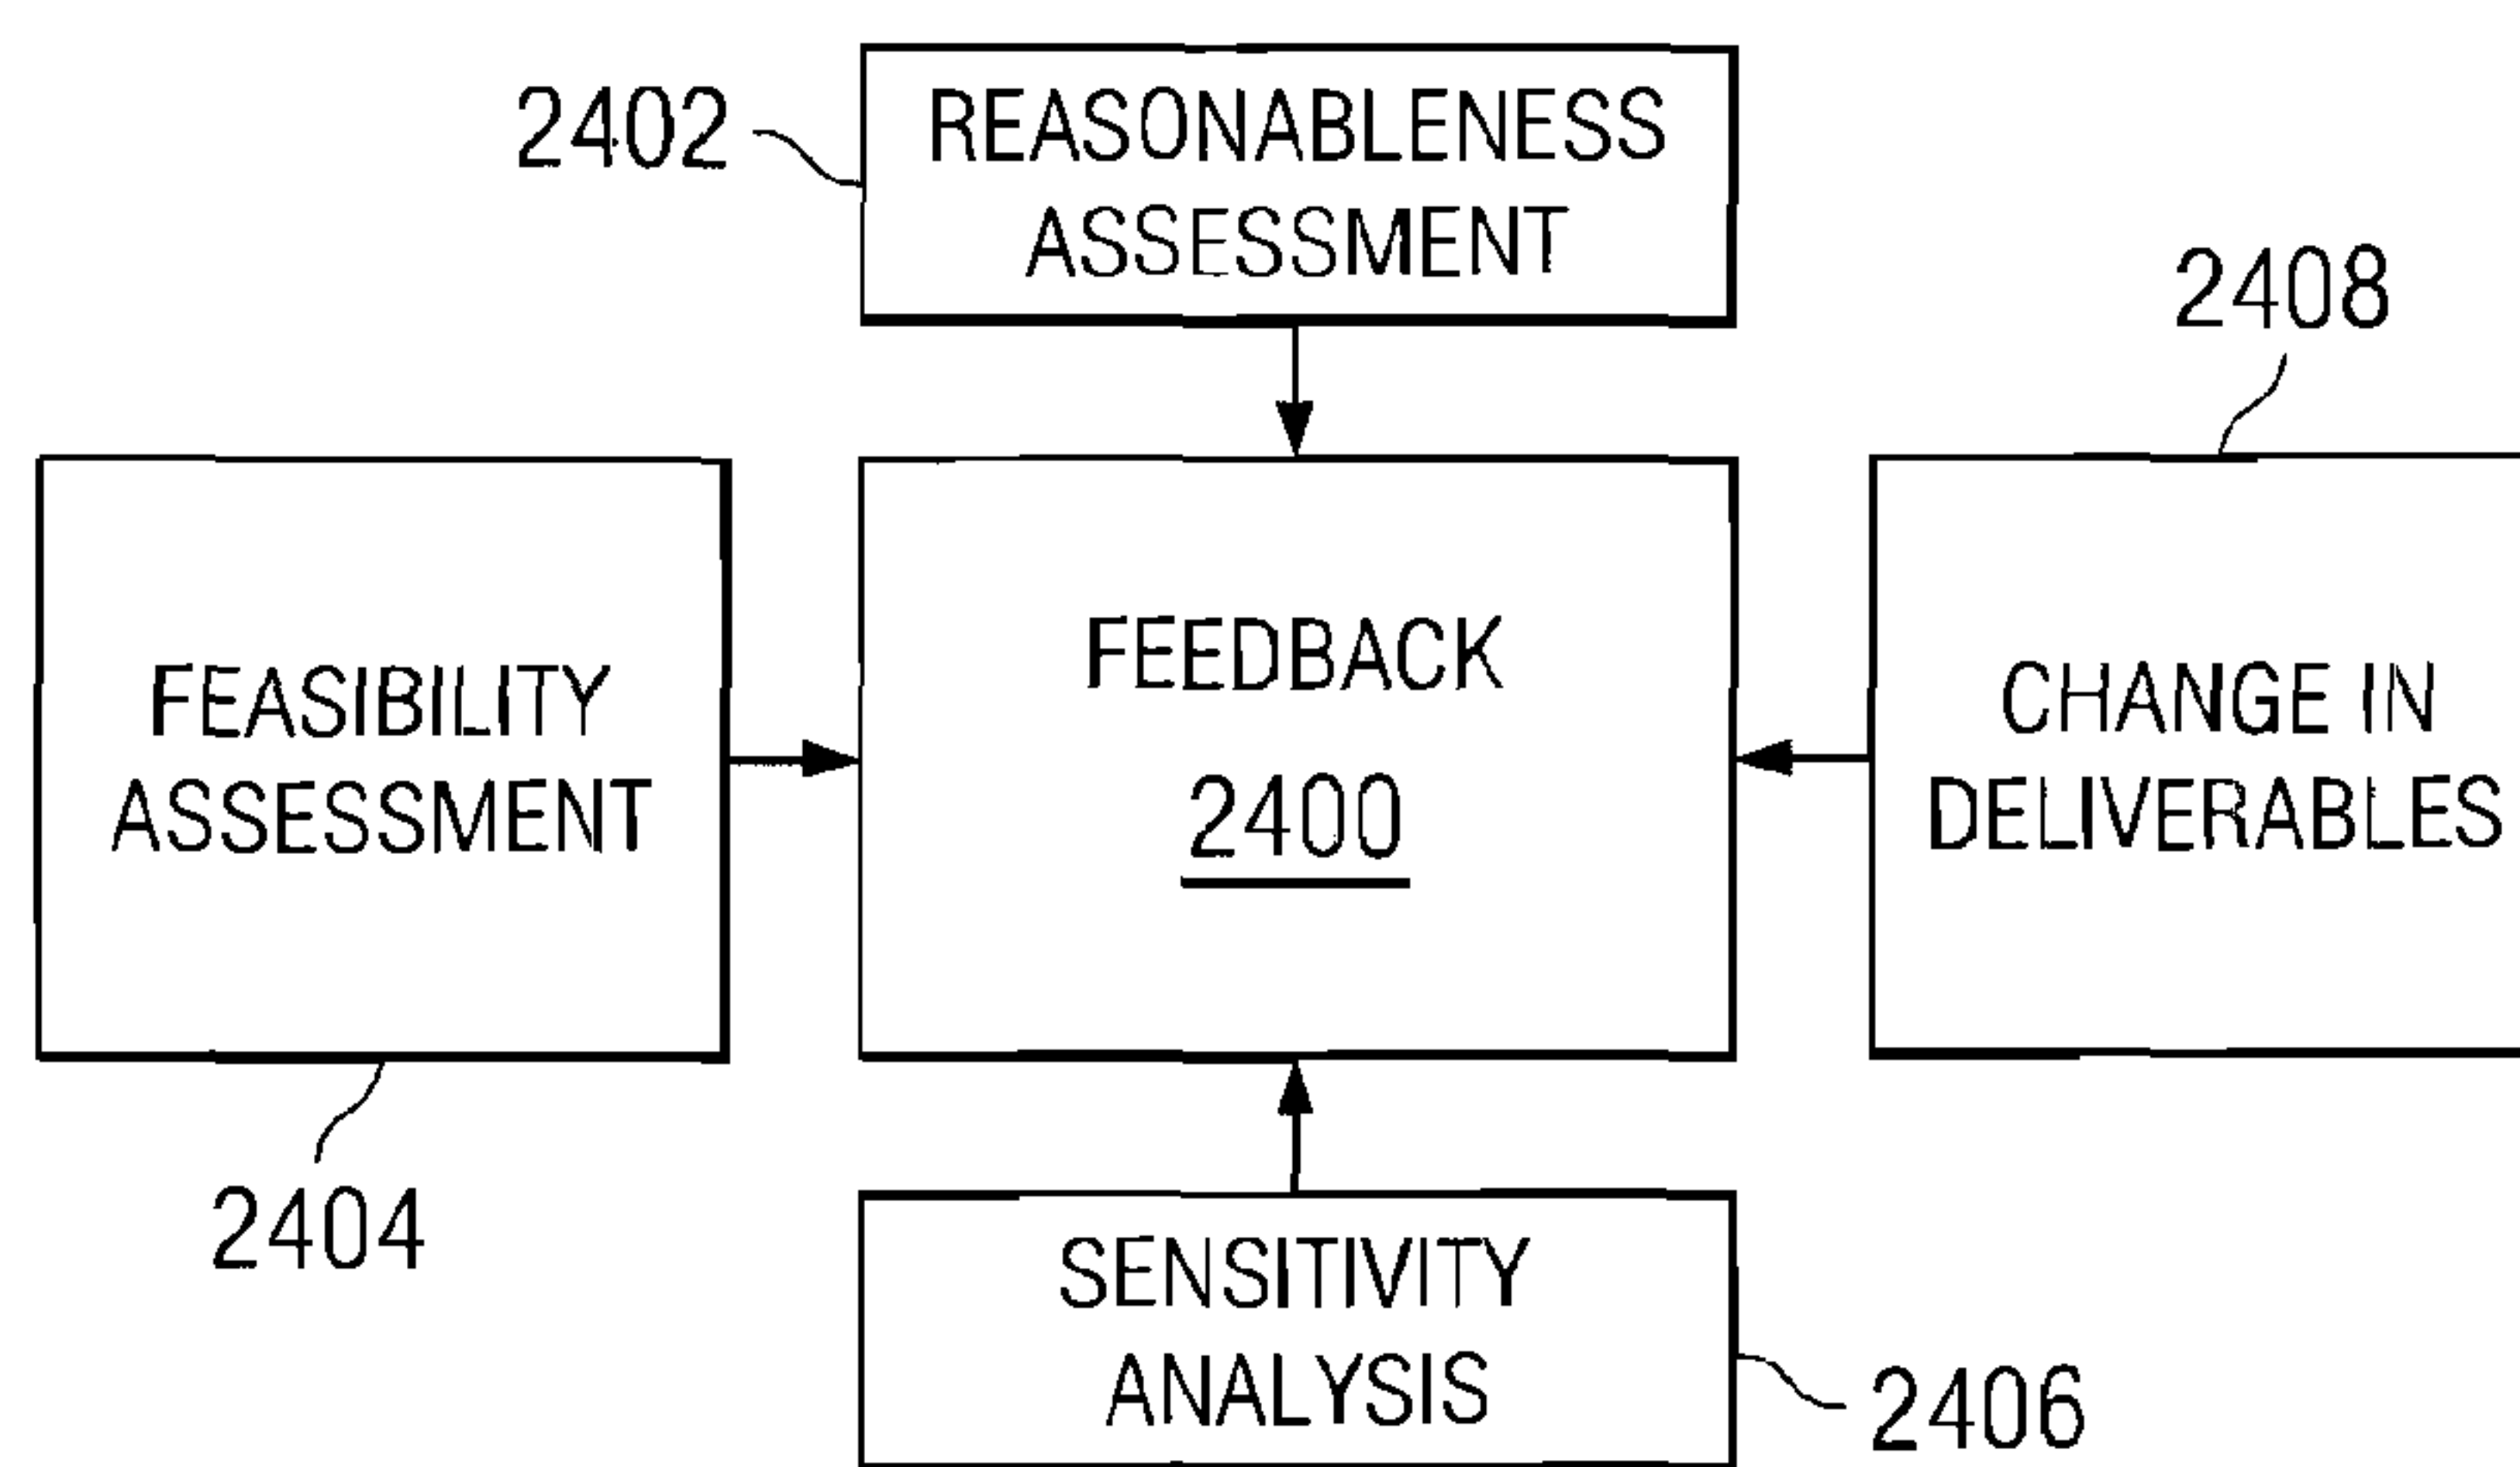 2402
REASONABLENESS
ASSESSMENT
2408
FEASIBILITY
ASSESSMENT
FEEDBACK
2400
CHANGE IN
DELIVERABLES
2404
SENSITIVITY
ANALYSIS
2406